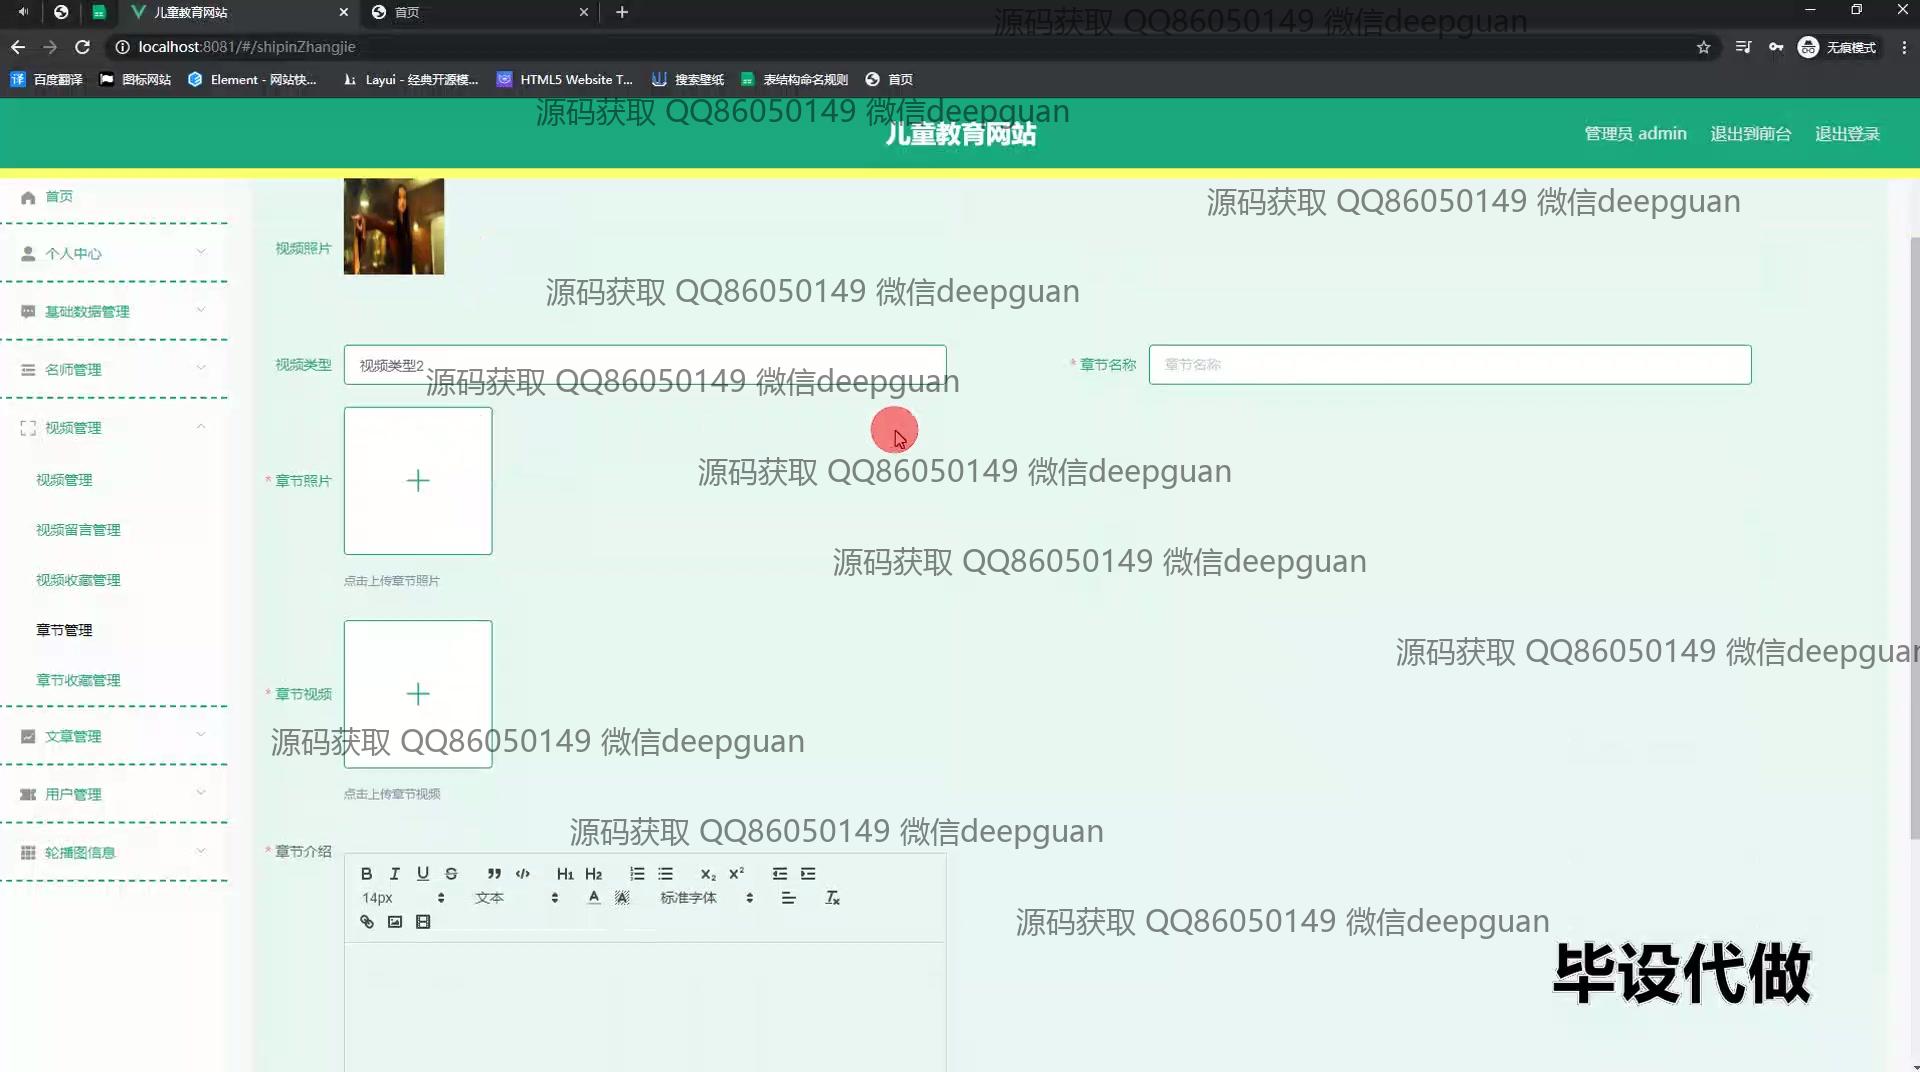 儿童教育网站
首页
源码获取 QQ86050149 微信deepguan
localhost:8081/#/shipinZhangjie
无痕模式
百度翻译
图标网站
Element - 网站快...
Layui - 经典开源模...
HTML5 Website T...
搜索壁纸
表结构命名规则
首页
源码获取 QQ86050149 微信deepguan
儿童教育网站
管理员 admin
退出到前台
退出登录
首页
源码获取 QQ86050149 微信deepguan
个人中心
视频照片
源码获取 QQ86050149 微信deepguan
基础数据管理
名师管理
视频类型
视频类型2
* 章节名称
章节名称
源码获取 QQ86050149 微信deepguan
视频管理
视频管理
* 章节照片
源码获取 QQ86050149 微信deepguan
视频留言管理
源码获取 QQ86050149 微信deepguan
视频收藏管理
点击上传章节照片
章节管理
源码获取 QQ86050149 微信deepguan
章节收藏管理
* 章节视频
文章管理
源码获取 QQ86050149 微信deepguan
用户管理
点击上传章节视频
源码获取 QQ86050149 微信deepguan
轮播图信息
* 章节介绍
B I U S H1 H2 X2 X2
14px 文本 A A 标准字体
源码获取 QQ86050149 微信deepguan
毕设代做